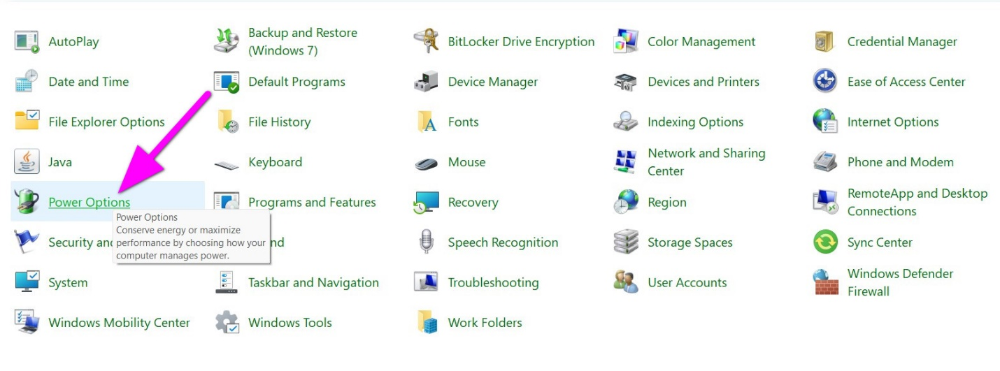 AutoPlay
Backup and Restore
(Windows 7)
BitLocker Drive Encryption
Color Management
Credential Manager
Date and Time
Default Programs
Device Manager
Devices and Printers
Ease of Access Center
File Explorer Options
File History
Fonts
Indexing Options
Internet Options
Java
Keyboard
Mouse
Network and Sharing
Center
Phone and Modem
Power Options
Programs and Features
Recovery
Region
RemoteApp and Desktop
Connections
Power Options
Conserve energy or maximize
performance by choosing how your
computer manages power.
Security
Speech Recognition
Storage Spaces
Sync Center
System
Taskbar and Navigation
Troubleshooting
User Accounts
Windows Defender
Firewall
Windows Mobility Center
Windows Tools
Work Folders